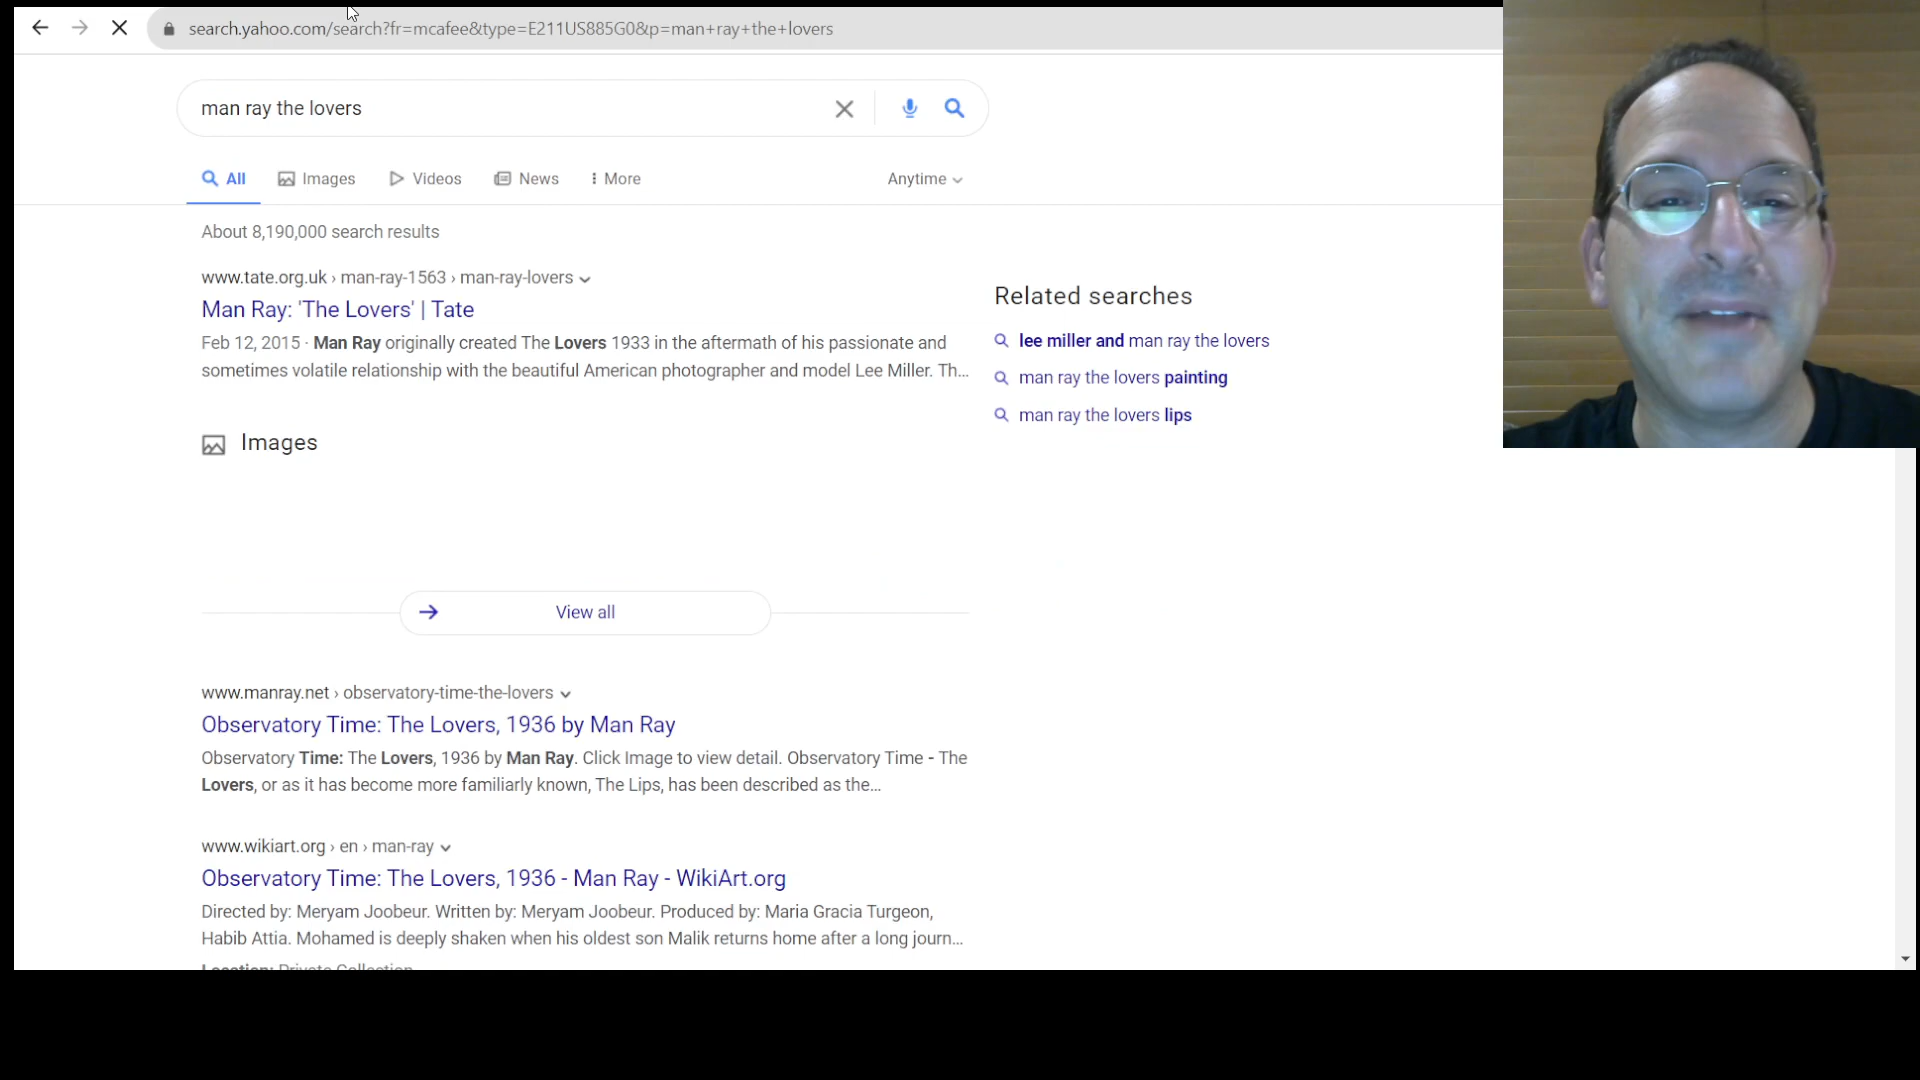 search.yahoo.com/search?fr=mcafee&type=E211US885G0&p=man+ray+the+lovers
man ray the lovers
All Images Videos News More Anytime
About 8,190,000 search results
www.tate.org.uk › man-ray-1563 › man-ray-lovers
Man Ray: 'The Lovers' | Tate
Feb 12, 2015 · Man Ray originally created The Lovers 1933 in the aftermath of his passionate and
sometimes volatile relationship with the beautiful American photographer and model Lee Miller. Th...
Images
View all
www.manray.net › observatory-time-the-lovers
Observatory Time: The Lovers, 1936 by Man Ray
Observatory Time: The Lovers, 1936 by Man Ray. Click Image to view detail. Observatory Time - The
Lovers, or as it has become more familiarly known, The Lips, has been described as the...
www.wikiart.org › en › man-ray
Observatory Time: The Lovers, 1936 - Man Ray - WikiArt.org
Directed by: Meryam Joobeur. Written by: Meryam Joobeur. Produced by: Maria Gracia Turgeon,
Habib Attia. Mohamed is deeply shaken when his oldest son Malik returns home after a long journ...
Location: Private Collection
Related searches
lee miller and man ray the lovers
man ray the lovers painting
man ray the lovers lips